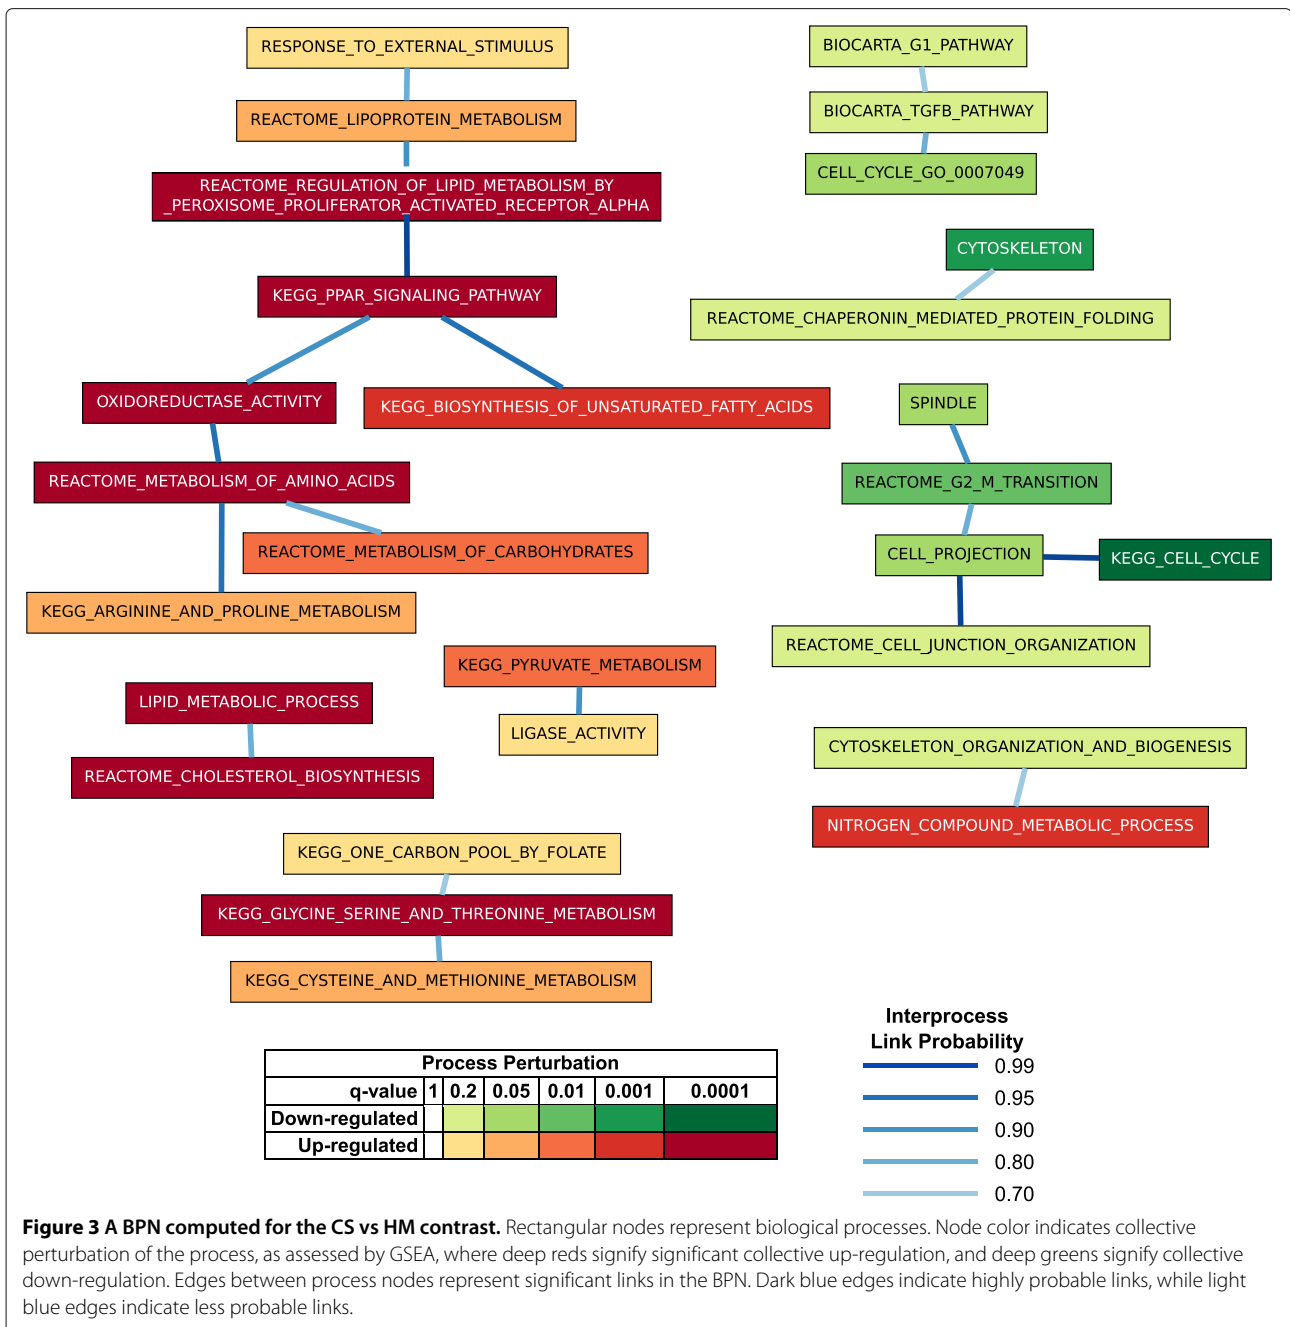 RESPONSE_TO_EXTERNAL_STIMULUS
REACTOME_LIPOPROTEIN_METABOLISM
REACTOME_REGULATION_OF_LIPID_METABOLISM_BY
_PEROXISOME_PROLIFERATOR_ACTIVATED_RECEPTOR_ALPHA
KEGG_PPAR_SIGNALING_PATHWAY
OXIDOREDUCTASE_ACTIVITY
KEGG_BIOSYNTHESIS_OF_UNSATURATED_FATTY_ACIDS
REACTOME_METABOLISM_OF_AMINO_ACIDS
REACTOME_METABOLISM_OF_CARBOHYDRATES
KEGG_ARGININE_AND_PROLINE_METABOLISM
KEGG_PYRUVATE_METABOLISM
LIGASE_ACTIVITY
LIPID_METABOLIC_PROCESS
REACTOME_CHOLESTEROL_BIOSYNTHESIS
KEGG_ONE_CARBON_POOL_BY_FOLATE
KEGG_GLYCINE_SERINE_AND_THREONINE_METABOLISM
KEGG_CYSTEINE_AND_METHIONINE_METABOLISM
BIOCARTA_G1_PATHWAY
BIOCARTA_TGFB_PATHWAY
CELL_CYCLE_GO_0007049
CYTOSKELETON
REACTOME_CHAPERONIN_MEDIATED_PROTEIN_FOLDING
SPINDLE
REACTOME_G2_M_TRANSITION
CELL_PROJECTION
KEGG_CELL_CYCLE
REACTOME_CELL_JUNCTION_ORGANIZATION
CYTOSKELETON_ORGANIZATION_AND_BIOGENESIS
NITROGEN_COMPOUND_METABOLIC_PROCESS
Process Perturbation
q-value 1 0.2 0.05 0.01 0.001 0.0001
Down-regulated
Up-regulated
Interprocess
Link Probability
0.99
0.95
0.90
0.80
0.70
Figure 3 A BPN computed for the CS vs HM contrast. Rectangular nodes represent biological processes. Node color indicates collective
perturbation of the process, as assessed by GSEA, where deep reds signify significant collective up-regulation, and deep greens signify collective
down-regulation. Edges between process nodes represent significant links in the BPN. Dark blue edges indicate highly probable links, while light
blue edges indicate less probable links.